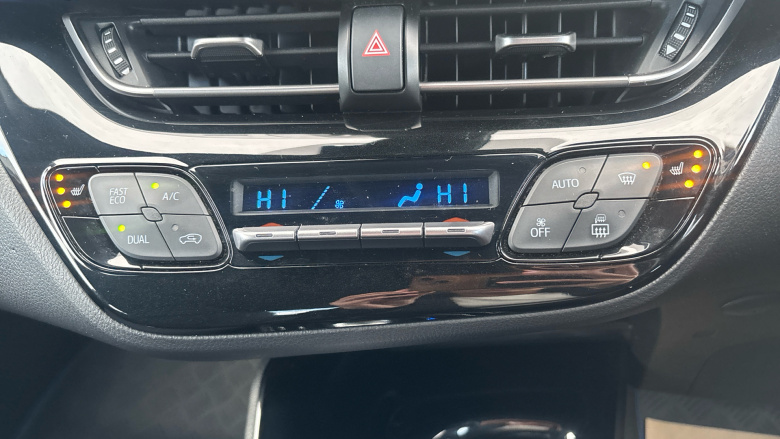 FAST
ECO
A/C
DUAL
HI
HI
AUTO
OFF